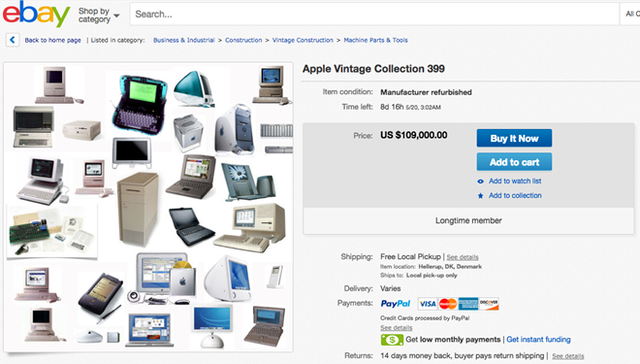 ebay
Shop by category
Search...
All C
Back to home page | Listed in category: Business & Industrial > Construction > Vintage Construction > Machine Parts & Tools
Apple Vintage Collection 399
Item condition: Manufacturer refurbished
Time left: 8d 16h 5/20, 3:02AM
Price: US $109,000.00
Buy It Now
Add to cart
Add to watch list
Add to collection
Longtime member
Shipping: Free Local Pickup | See details
Item location: Hellerup, DK, Denmark
Ships to: Local pick-up only
Delivery: Varies
Payments: PayPal VISA MasterCard AMERICAN EXPRESS DISCOVER
Credit Cards processed by PayPal
See details
$ Get low monthly payments | Get instant funding
Returns: 14 days money back, buyer pays return shipping | See details